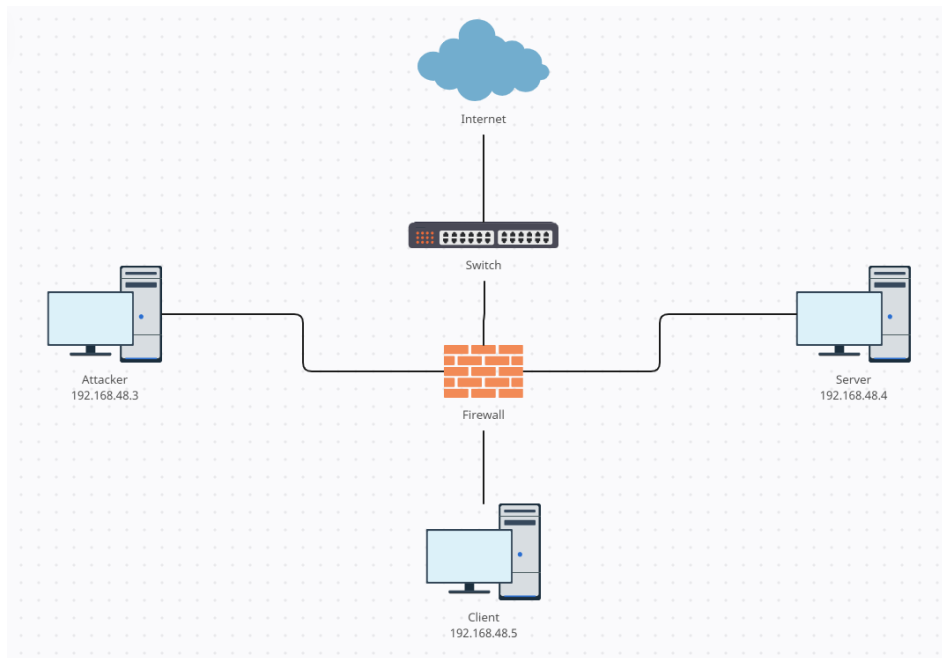 Internet
Switch
Attacker
192.168.48.3
Server
192.168.48.4
Firewall
Client
192.168.48.5